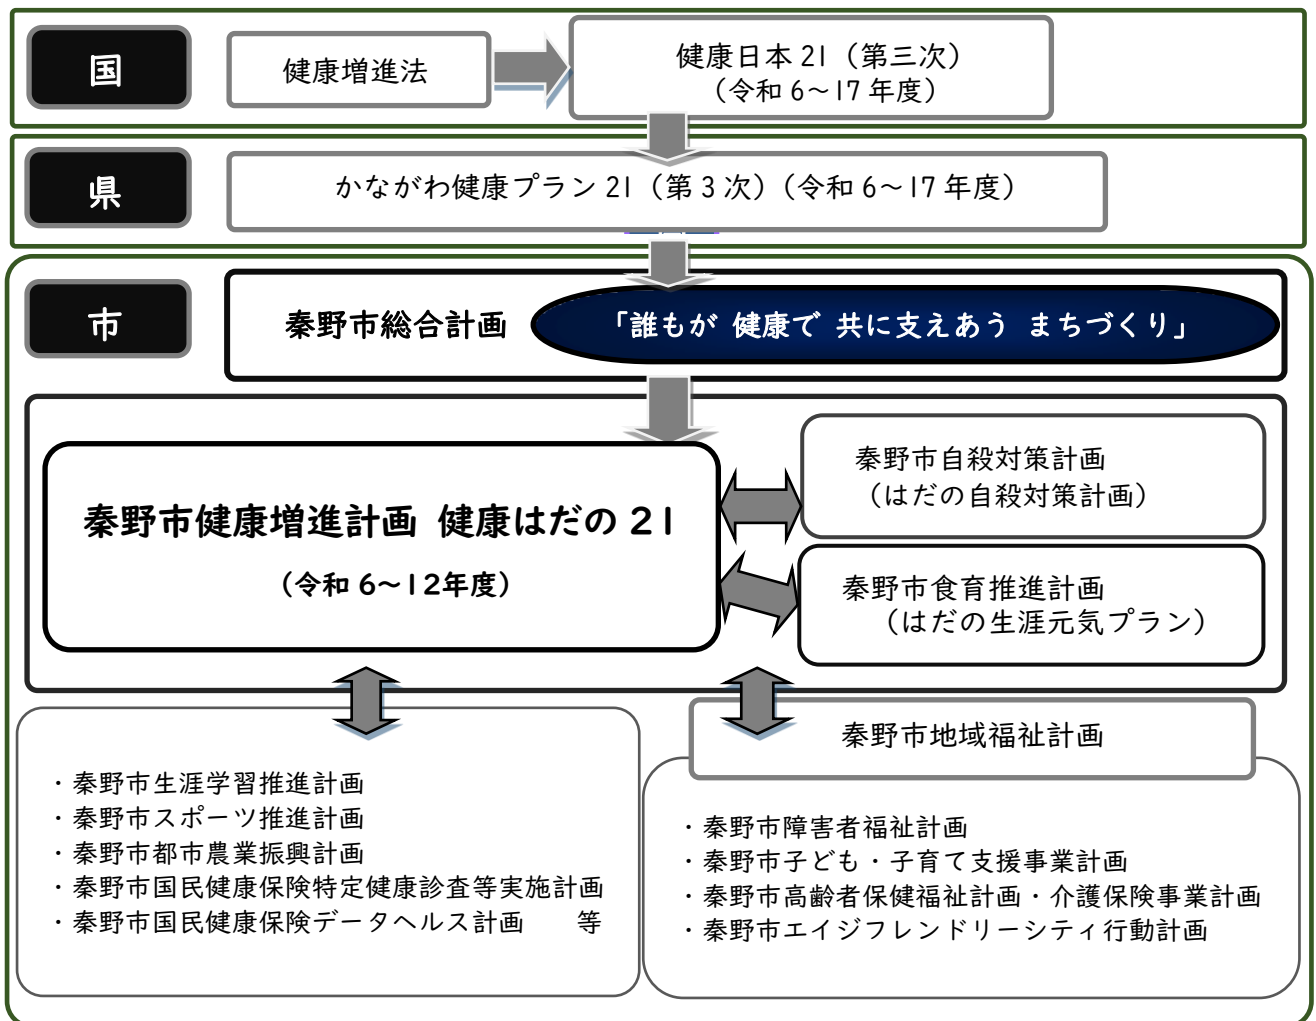 国
健康増進法
健康日本21（第三次）
（令和6～17年度）
県
かながわ健康プラン21（第3次）（令和6～17年度）
市
秦野市総合計画
「誰もが 健康で 共に支えあう まちづくり」
秦野市健康増進計画 健康はだの21
（令和6～12年度）
秦野市自殺対策計画
（はだの自殺対策計画）
秦野市食育推進計画
（はだの生涯元気プラン）
・秦野市生涯学習推進計画
・秦野市スポーツ推進計画
・秦野市都市農業振興計画
・秦野市国民健康保険特定健康診査等実施計画
・秦野市国民健康保険データヘルス計画　　等
秦野市地域福祉計画
・秦野市障害者福祉計画
・秦野市子ども・子育て支援事業計画
・秦野市高齢者保健福祉計画・介護保険事業計画
・秦野市エイジフレンドリーシティ行動計画